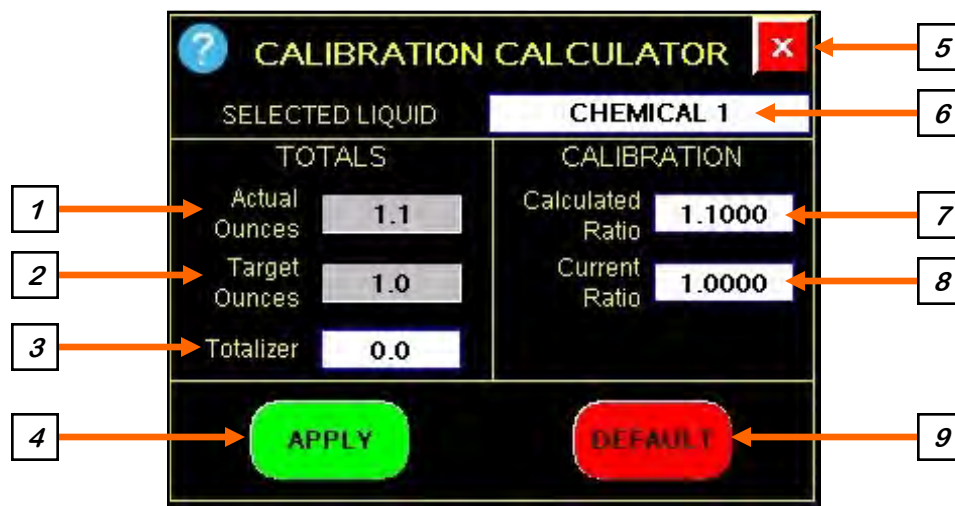 ? CALIBRATION CALCULATOR X
5
SELECTED LIQUID CHEMICAL 1
6
TOTALS
CALIBRATION
1
Actual
Ounces
1.1
Calculated
Ratio
1.1000
7
2
Target
Ounces
1.0
Current
Ratio
1.0000
8
3
Totalizer
0.0
4
APPLY
DEFAULT
9